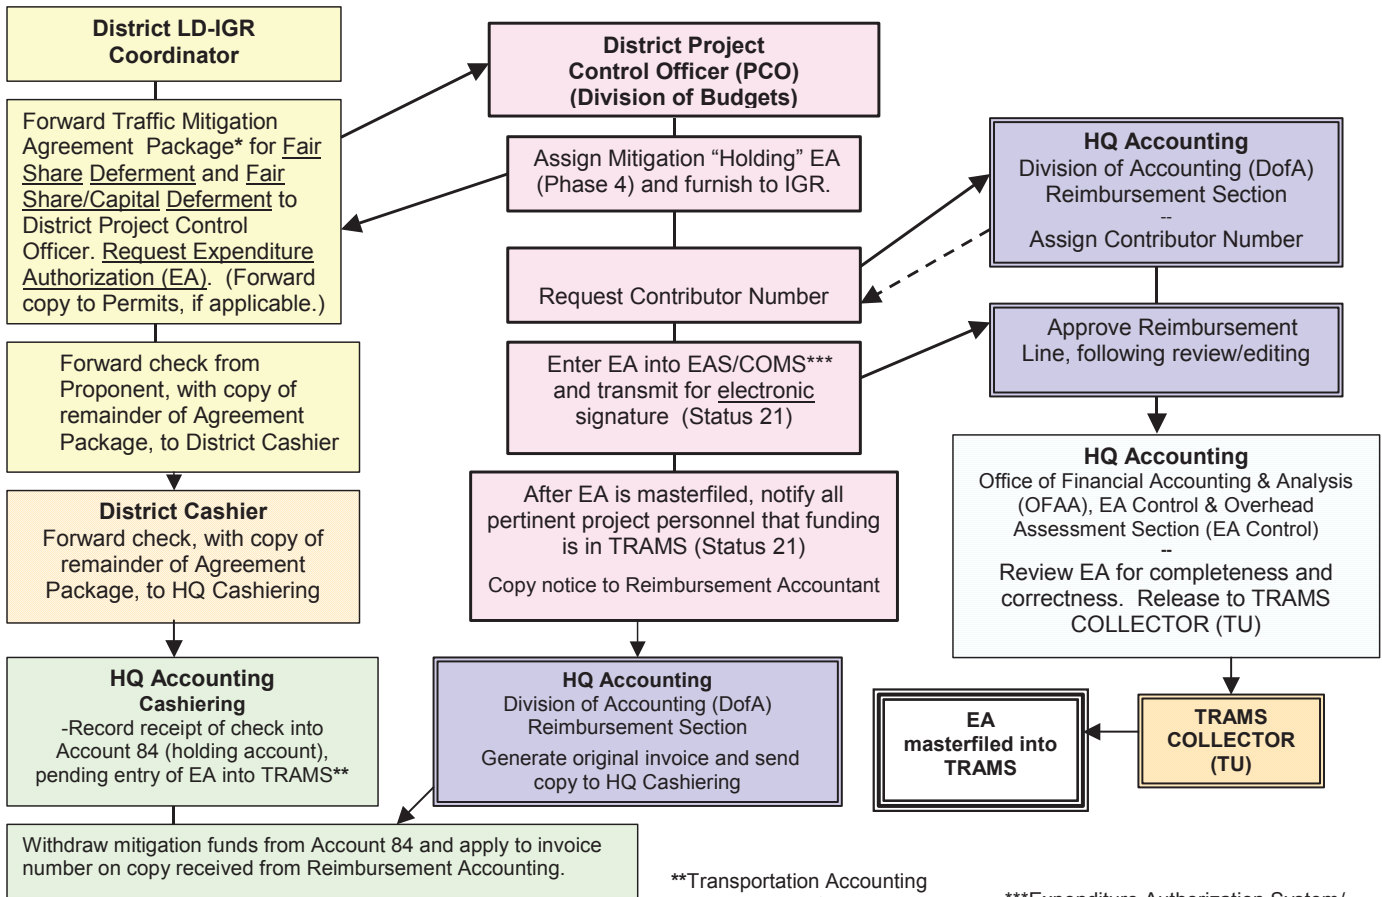 District LD-IGR
Coordinator
Forward Traffic Mitigation
Agreement Package* for Fair
Share Deferment and Fair
Share/Capital Deferment to
District Project Control
Officer. Request Expenditure
Authorization (EA). (Forward
copy to Permits, if applicable.)
Forward check from
Proponent, with copy of
remainder of Agreement
Package, to District Cashier
District Cashier
Forward check, with copy of
remainder of Agreement
Package, to HQ Cashiering
HQ Accounting
Cashiering
-Record receipt of check into
Account 84 (holding account),
pending entry of EA into TRAMS**
Withdraw mitigation funds from Account 84 and apply to invoice
number on copy received from Reimbursement Accounting.
District Project
Control Officer (PCO)
(Division of Budgets)
Assign Mitigation “Holding” EA
(Phase 4) and furnish to IGR.
Request Contributor Number
Enter EA into EAS/COMS***
and transmit for electronic
signature (Status 21)
After EA is masterfiled, notify all
pertinent project personnel that funding
is in TRAMS (Status 21)
Copy notice to Reimbursement Accountant
HQ Accounting
Division of Accounting (DofA)
Reimbursement Section
Generate original invoice and send
copy to HQ Cashiering
HQ Accounting
Division of Accounting (DofA)
Reimbursement Section
--
Assign Contributor Number
Approve Reimbursement
Line, following review/editing
HQ Accounting
Office of Financial Accounting & Analysis
(OFAA), EA Control & Overhead
Assessment Section (EA Control)
--
Review EA for completeness and
correctness. Release to TRAMS
COLLECTOR (TU)
TRAMS
COLLECTOR
(TU)
EA
masterfiled into
TRAMS
**Transportation Accounting
***Expenditure Authorization System/